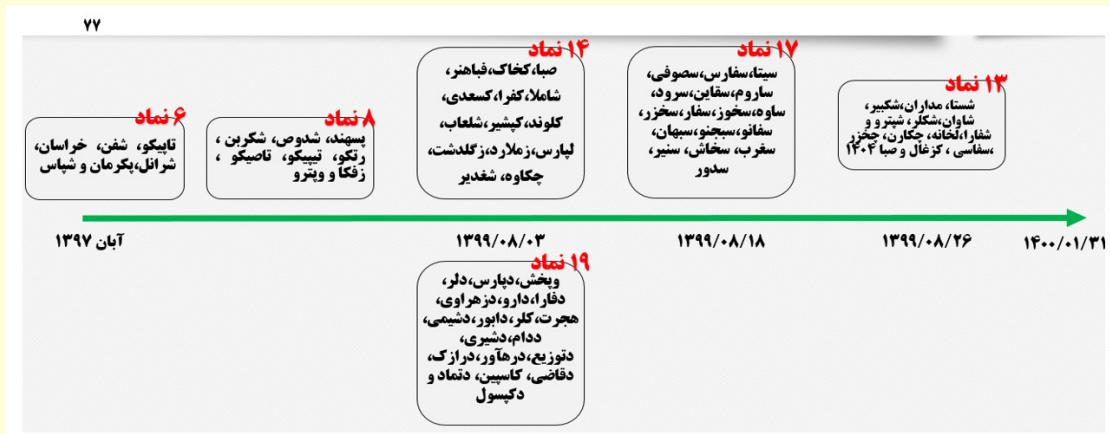 ۷۷
۶ نماد
تاپیکو، شفن، خراسان،
شرانل،پکرمان و شپاس
۸ نماد
پسهند، شدوص، شکربن ،
رتکو، تیپیکو ، تاصیکو ،
زفکا و وپترو
۱۴ نماد
صبا،کخاک،فباهنر،
شاملا،کفرا،کسعدی،
کلوند،کپشیر،شلعاب،
لپارس،زملارد،زگلدشت،
چکاوه، شغدیر
۱۷ نماد
سیتا،سفارس،سصوفی،
ساروم،سقاین،سرود،
ساوه،سخوز،سفار،سخزر،
سفانو،سبجنو،سبهان،
سغرب، سخاش، سنیر،
سدور
۱۳ نماد
شستا، مداران،شکبیر،
شاوان،شکلر، شپترو و
شفارا،لخانه، چکارن، چخزر
،سفاسی ، کزغال و صبا ۱۴۰۴
آبان ۱۳۹۷
۱۳۹۹/۰۸/۰۳
۱۳۹۹/۰۸/۱۸
۱۳۹۹/۰۸/۲۶
۱۴۰۰/۰۱/۳۱
۱۹ نماد
وپخش،دپارس،دلر،
دفارا،دارو،دزهراوی،
هجرت،کلر،دابور،دشیمی،
ددام،دشیری،
دتوزیع،درهآور،درازک،
دقاضی، کاسپین، دتماد و
دکپسول